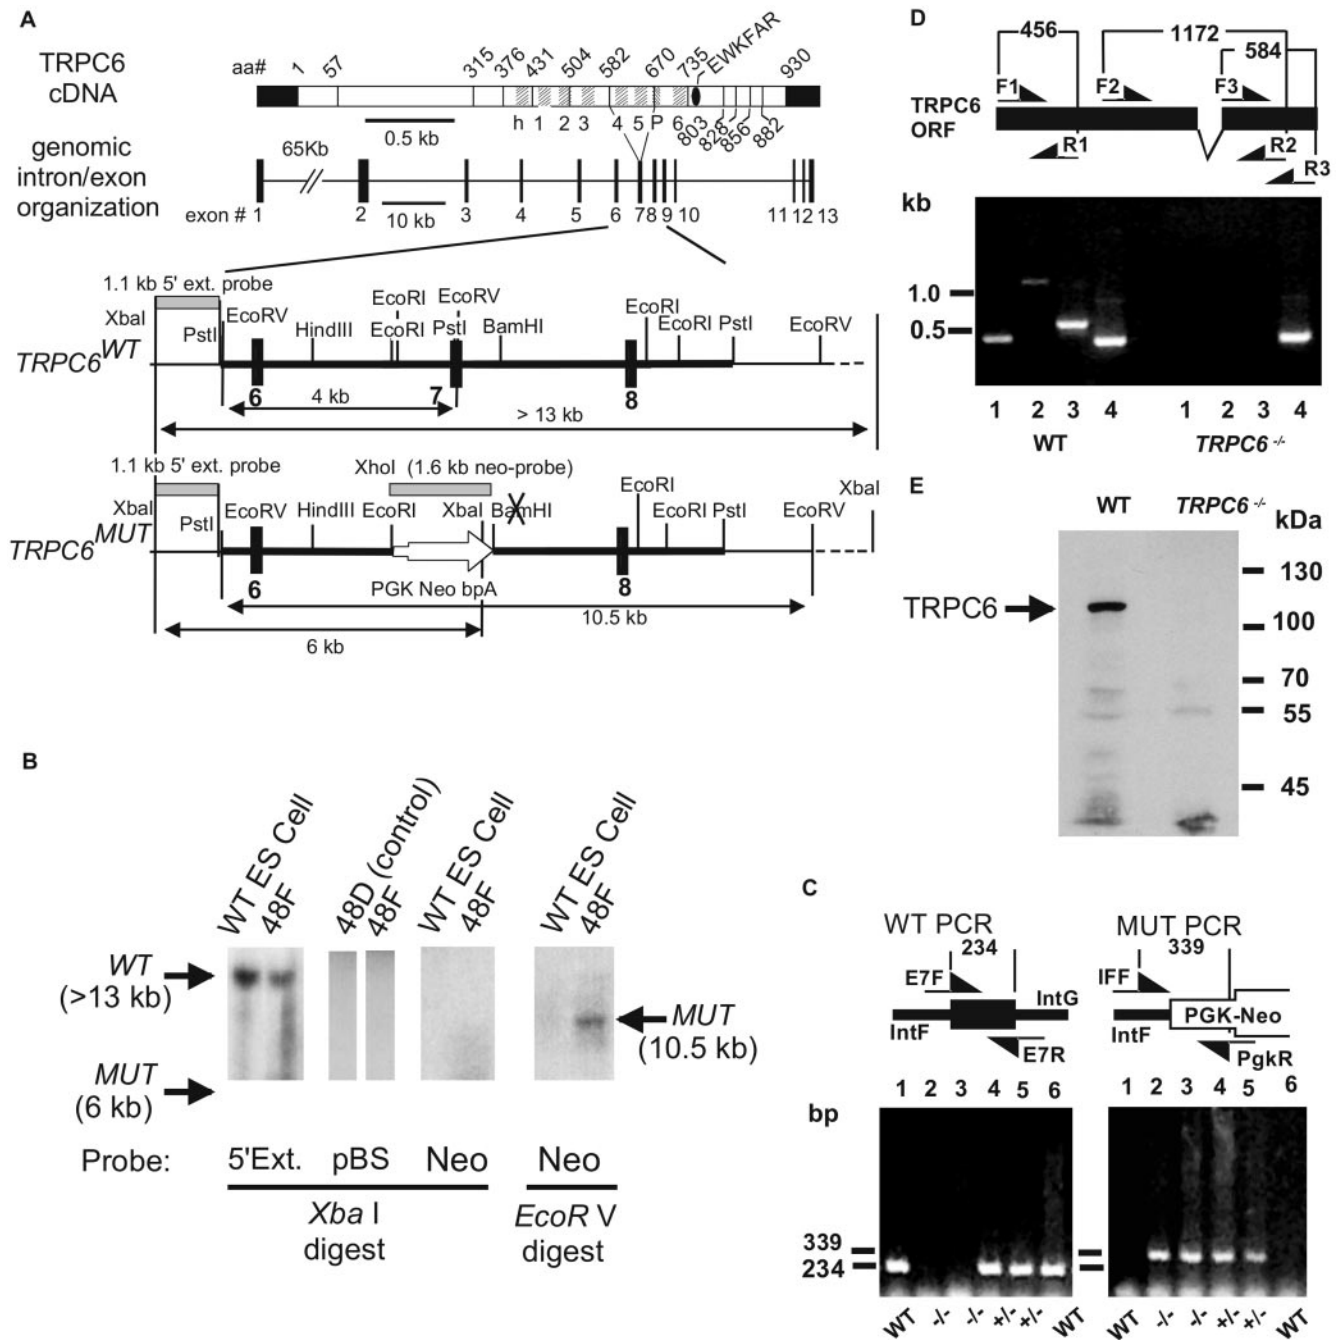 A
TRPC6
cDNA
aa# 1 57 315 376 431 504 582 670 735 EWKFAR 930
0.5 kb h 1 2 3 4 5 P 6 803 828 856 882
genomic
intron/exon
organization
65Kb
10 kb
exon # 1 2 3 4 5 6 7 8 9 10 11 12 13
1.1 kb 5' ext. probe
XbaI PstI EcoRV HindIII EcoRI EcoRI EcoRV PstI BamHI EcoRI EcoRI PstI EcoRV
TRPC6WT
6 7 8
4 kb
> 13 kb
1.1 kb 5' ext. probe XhoI (1.6 kb neo-probe)
XbaI PstI EcoRV HindIII EcoRI XbaI BamHI EcoRI EcoRI PstI EcoRV XbaI
TRPC6MUT
6 8
PGK Neo bpA
10.5 kb
6 kb
B
WT ES Cell
48F
48D (control)
48F
WT ES Cell
48F
WT ES Cell
48F
WT
(>13 kb)
MUT
(6 kb)
MUT
(10.5 kb)
Probe: 5'Ext. pBS Neo Neo
Xba I
digest
EcoR V
digest
D
456 1172 584
F1 F2 F3
TRPC6
ORF
R1 R2 R3
kb
1.0
0.5
1 2 3 4 1 2 3 4
WT TRPC6 -/-
E
WT TRPC6 -/-
kDa
TRPC6
130
100
70
55
45
C
WT PCR
234
E7F
IntF IntG
E7R
MUT PCR
339
IFF
IntF PGK-Neo
PgkR
1 2 3 4 5 6 1 2 3 4 5 6
bp
339
234
WT -/- -/- +/- +/- WT WT -/- -/- +/- +/- WT